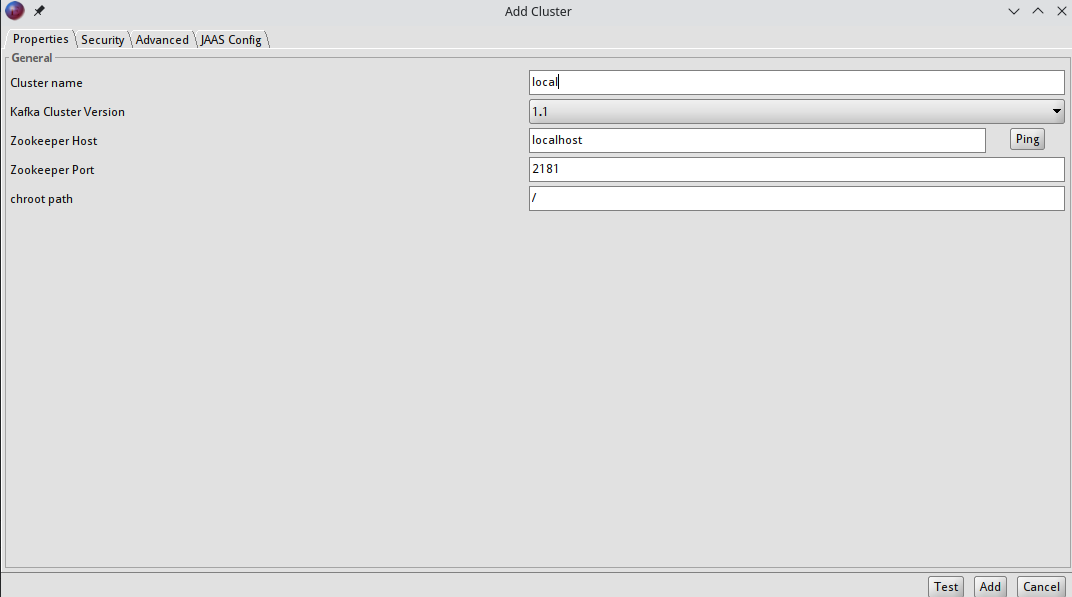 Add Cluster
Properties Security Advanced JAAS Config
General
Cluster name local
Kafka Cluster Version 1.1
Zookeeper Host localhost Ping
Zookeeper Port 2181
chroot path /
Test Add Cancel